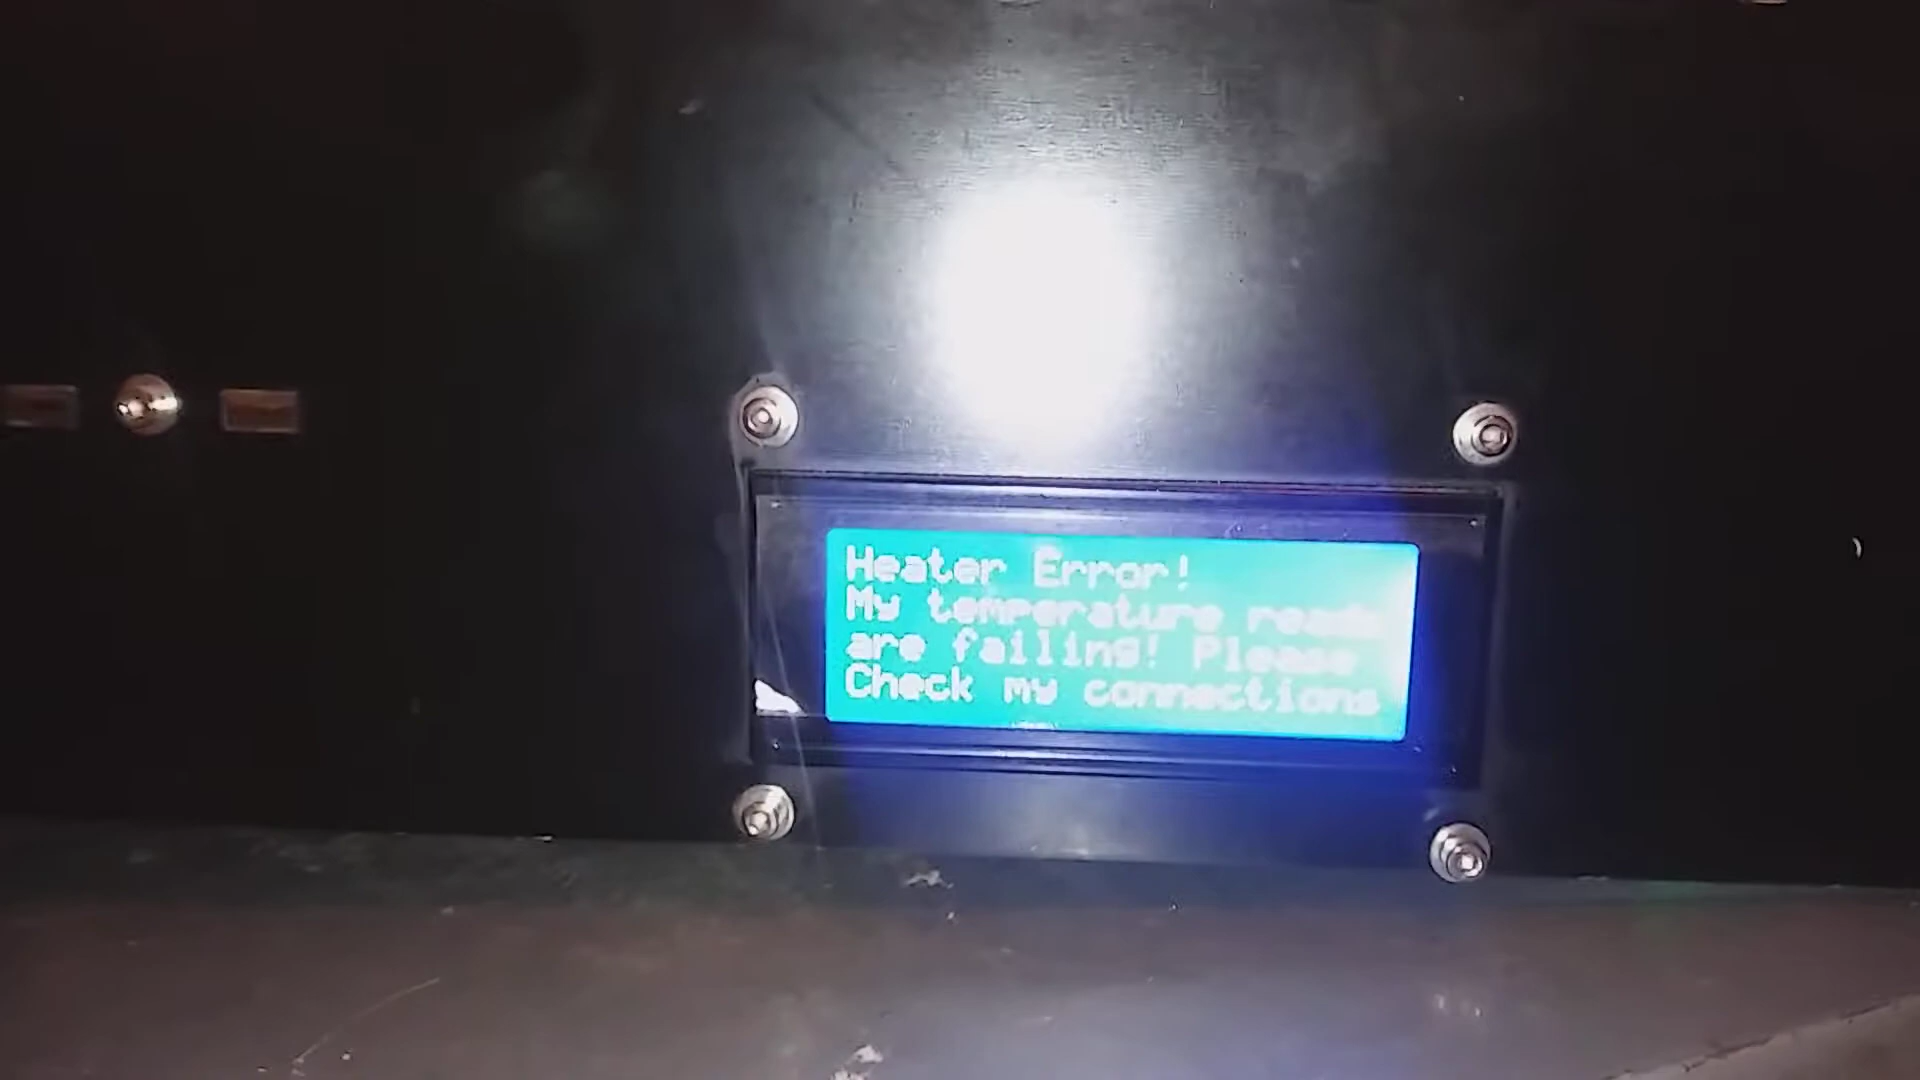 Heater Error!
My temperature reads
are failing! Please
Check my connections